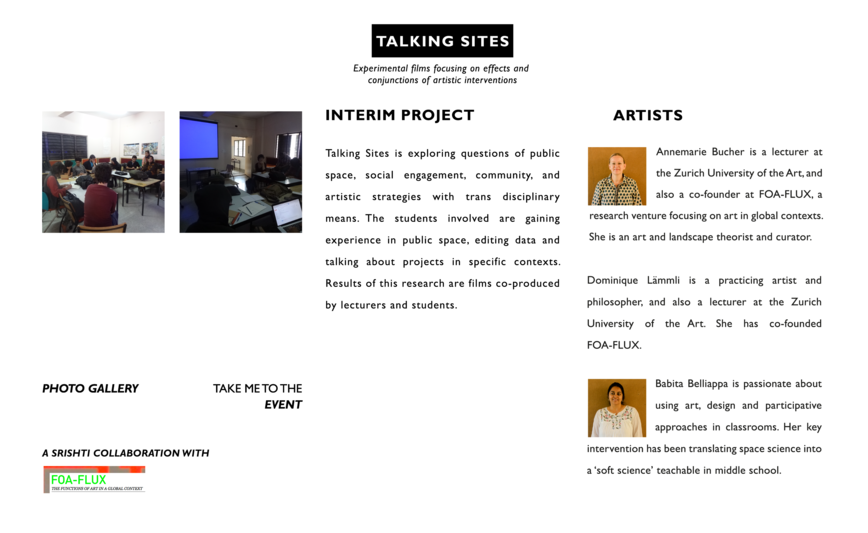 TALKING SITES
Experimental films focusing on effects and
conjunctions of artistic interventions
INTERIM PROJECT
Talking Sites is exploring questions of public
space, social engagement, community, and
artistic strategies with trans disciplinary
means. The students involved are gaining
experience in public space, editing data and
talking about projects in specific contexts.
Results of this research are films co-produced
by lecturers and students.
ARTISTS
Annemarie Bucher is a lecturer at
the Zurich University of the Art, and
also a co-founder at FOA-FLUX, a
research venture focusing on art in global contexts.
She is an art and landscape theorist and curator.
Dominique Lämmli is a practicing artist and
philosopher, and also a lecturer at the Zurich
University of the Art. She has co-founded
FOA-FLUX.
Babita Belliappa is passionate about
using art, design and participative
approaches in classrooms. Her key
intervention has been translating space science into
a ‘soft science’ teachable in middle school.
PHOTO GALLERY
TAKE ME TO THE
EVENT
A SRISHTI COLLABORATION WITH
FOA-FLUX
THE FUNCTIONS OF ART IN A GLOBAL CONTEXT